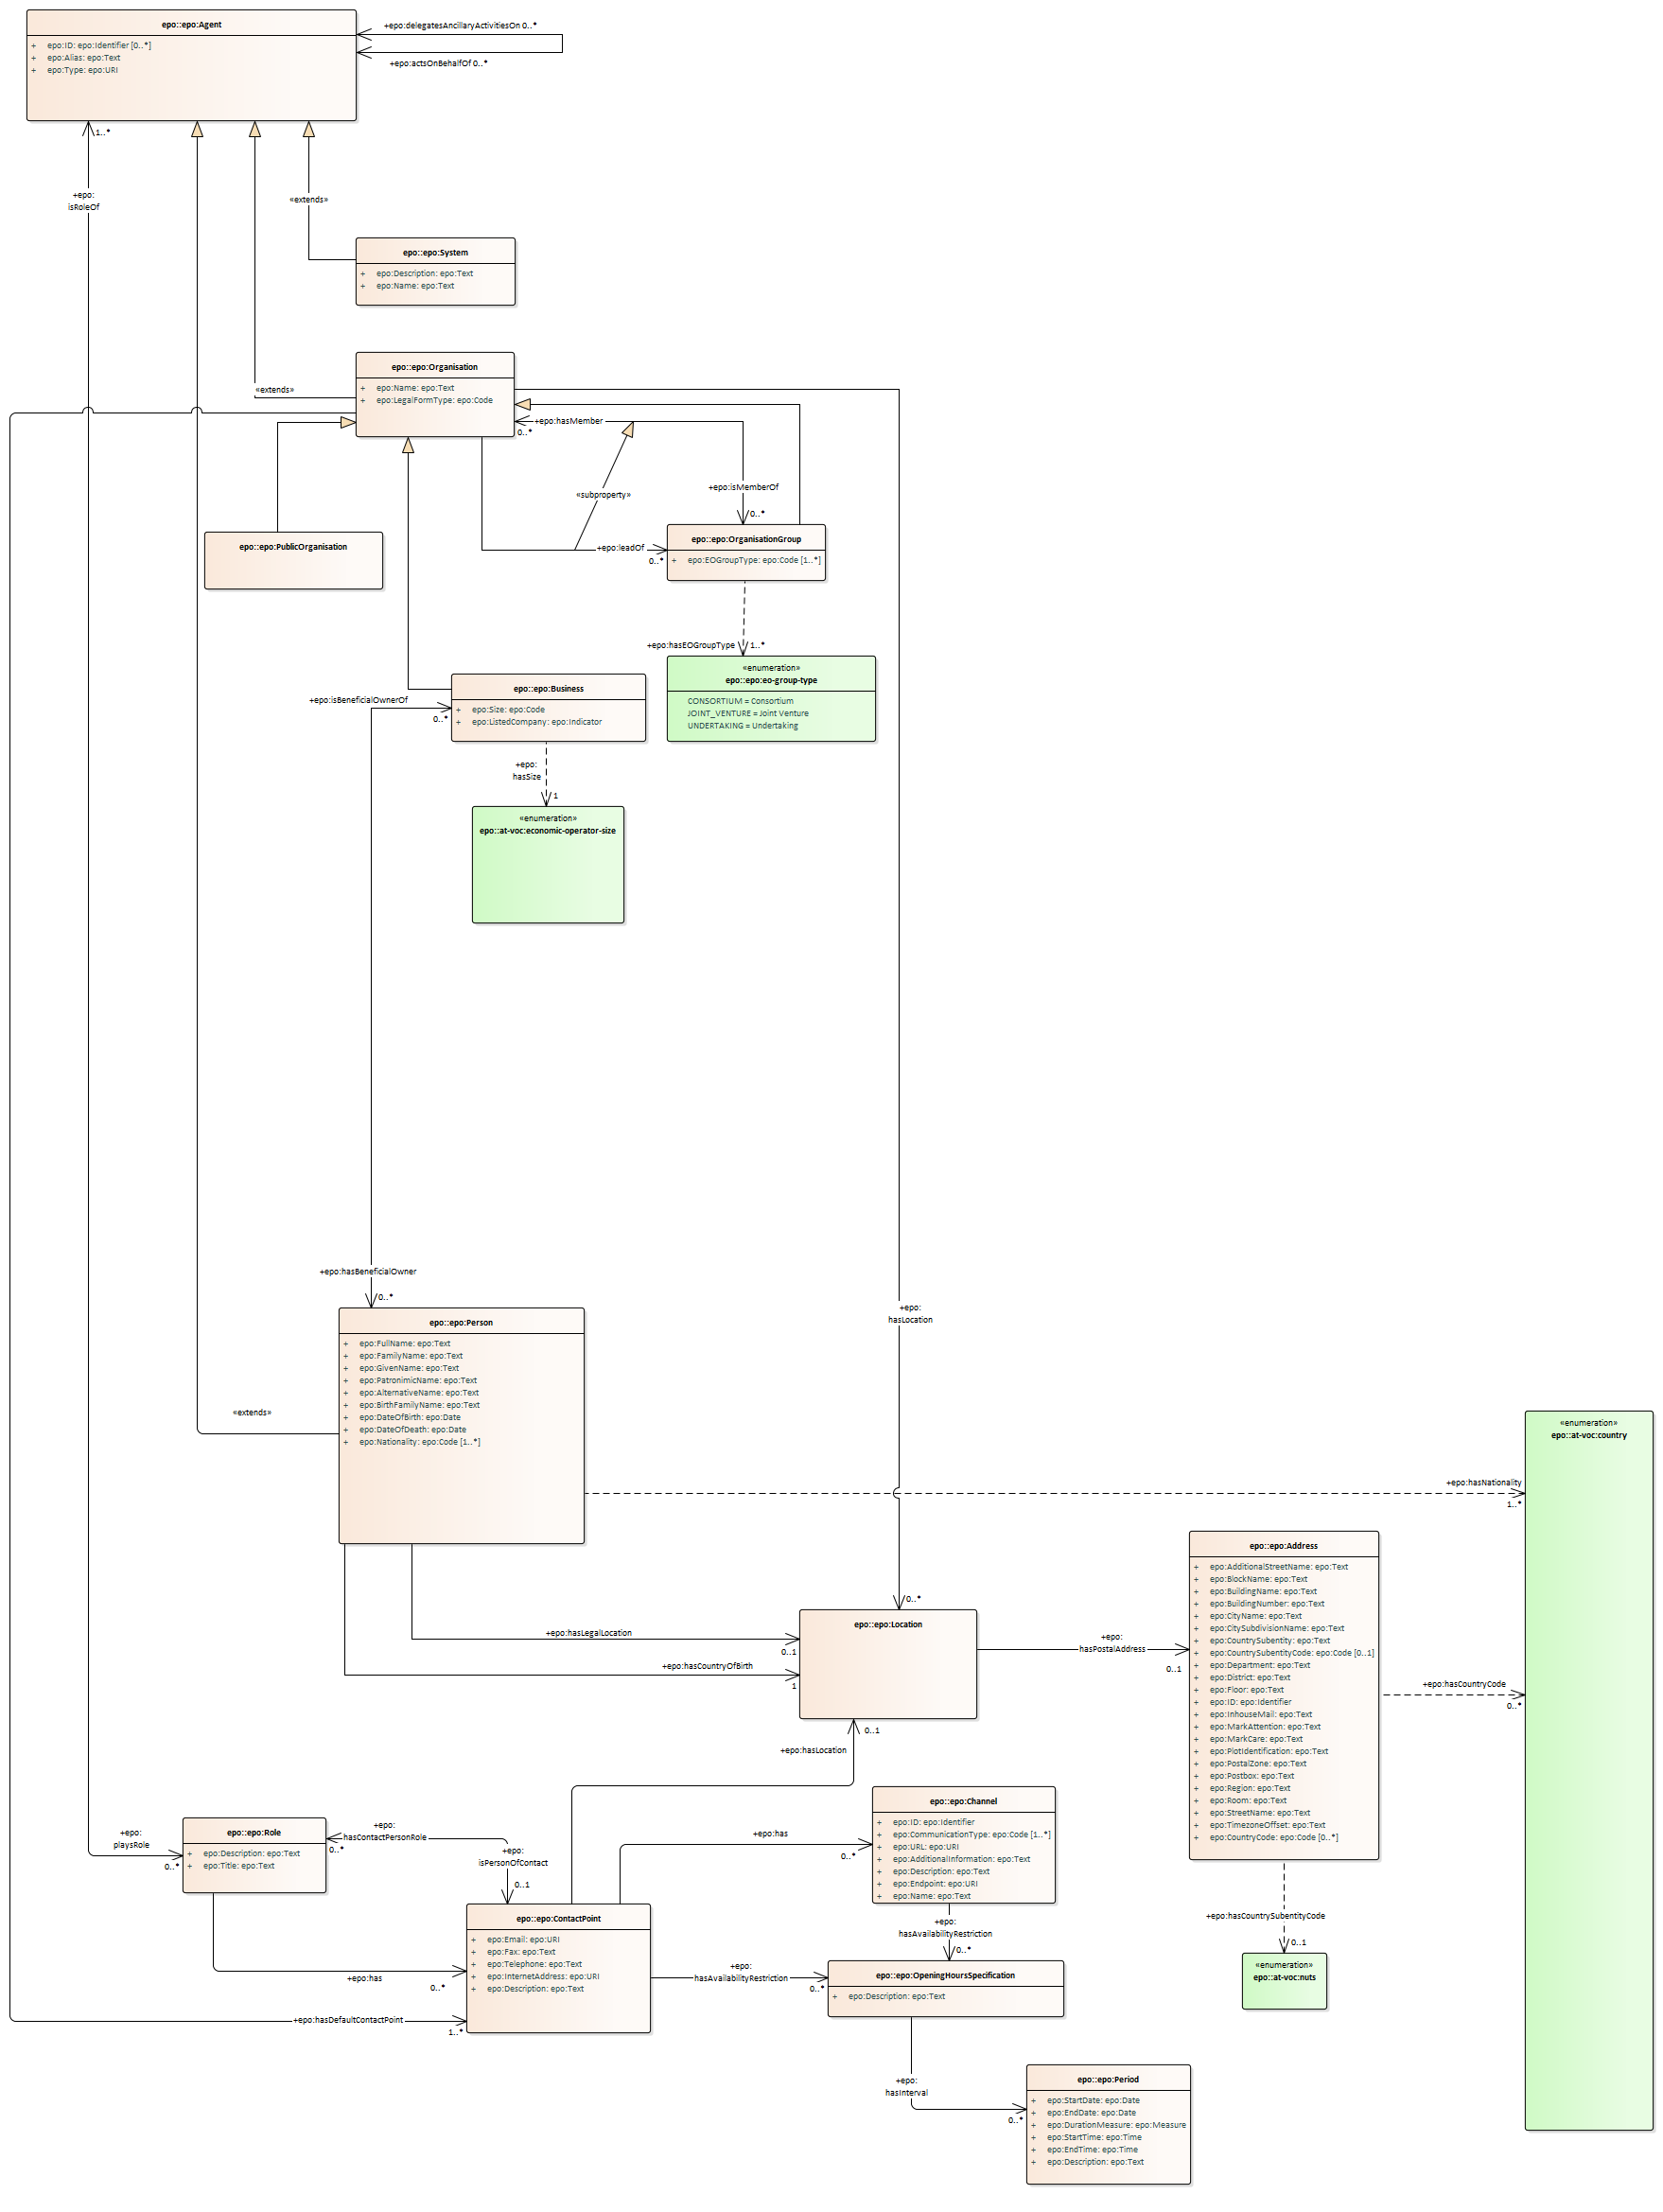 epo::epo:Agent
+ epo:ID: epo:Identifier [0..*]
+ epo:Alias: epo:Text
+ epo:Type: epo:URI
+epo:delegatesAncillaryActivitiesOn 0..*
+epo:actsOnBehalfOf 0..*
1..*
+epo:
isRoleOf
«extends»
epo::epo:System
+ epo:Description: epo:Text
+ epo:Name: epo:Text
epo::epo:Organisation
+ epo:Name: epo:Text
+ epo:LegalFormType: epo:Code
«extends»
+epo:hasMember
0..*
«subproperty»
+epo:isMemberOf
0..*
epo::epo:PublicOrganisation
+epo:leadOf
0..*
epo::epo:OrganisationGroup
+ epo:EOGroupType: epo:Code [1..*]
+epo:hasEOGroupType
1..*
«enumeration»
epo::epo:eo-group-type
CONSORTIUM = Consortium
JOINT_VENTURE = Joint Venture
UNDERTAKING = Undertaking
epo::epo:Business
+ epo:Size: epo:Code
+ epo:ListedCompany: epo:Indicator
+epo:isBeneficialOwnerOf
0..*
+epo:
hasSize
1
«enumeration»
epo::at-voc:economic-operator-size
+epo:hasBeneficialOwner
0..*
+epo:
hasLocation
epo::epo:Person
+ epo:FullName: epo:Text
+ epo:FamilyName: epo:Text
+ epo:GivenName: epo:Text
+ epo:PatronimicName: epo:Text
+ epo:AlternativeName: epo:Text
+ epo:BirthFamilyName: epo:Text
+ epo:DateOfBirth: epo:Date
+ epo:DateOfDeath: epo:Date
+ epo:Nationality: epo:Code [1..*]
«extends»
«enumeration»
epo::at-voc:country
+epo:hasNationality
1..*
epo::epo:Address
+ epo:AdditionalStreetName: epo:Text
+ epo:BlockName: epo:Text
+ epo:BuildingName: epo:Text
+ epo:BuildingNumber: epo:Text
+ epo:CityName: epo:Text
+ epo:CitySubdivisionName: epo:Text
+ epo:CountrySubentity: epo:Text
+ epo:CountrySubentityCode: epo:Code [0..1]
+ epo:Department: epo:Text
+ epo:District: epo:Text
+ epo:Floor: epo:Text
+ epo:ID: epo:Identifier
+ epo:InhouseMail: epo:Text
+ epo:MarkAttention: epo:Text
+ epo:MarkCare: epo:Text
+ epo:PlotIdentification: epo:Text
+ epo:PostalZone: epo:Text
+ epo:Postbox: epo:Text
+ epo:Region: epo:Text
+ epo:Room: epo:Text
+ epo:StreetName: epo:Text
+ epo:TimezoneOffset: epo:Text
+ epo:CountryCode: epo:Code [0..*]
0..*
epo::epo:Location
+epo:hasLegalLocation
0..1
+epo:hasCountryOfBirth
1
+epo:
hasPostalAddress
0..1
+epo:hasCountryCode
0..*
0..1
+epo:hasLocation
epo::epo:Channel
+ epo:ID: epo:Identifier
+ epo:CommunicationType: epo:Code [1..*]
+ epo:URL: epo:URI
+ epo:AdditionalInformation: epo:Text
+ epo:Description: epo:Text
+ epo:Endpoint: epo:URI
+ epo:Name: epo:Text
+epo:
playsRole
0..*
epo::epo:Role
+ epo:Description: epo:Text
+ epo:Title: epo:Text
+epo:
hasContactPersonRole
0..*
+epo:
isPersonOfContact
0..1
+epo:has
0..*
epo::epo:ContactPoint
+ epo:Email: epo:URI
+ epo:Fax: epo:Text
+ epo:Telephone: epo:Text
+ epo:InternetAddress: epo:URI
+ epo:Description: epo:Text
+epo:
hasAvailabilityRestriction
0..*
+epo:hasCountrySubentityCode
0..1
«enumeration»
epo::at-voc:nuts
+epo:has
0..*
+epo:
hasAvailabilityRestriction
0..*
epo::epo:OpeningHoursSpecification
+ epo:Description: epo:Text
+epo:hasDefaultContactPoint
1..*
+epo:
hasInterval
0..*
epo::epo:Period
+ epo:StartDate: epo:Date
+ epo:EndDate: epo:Date
+ epo:DurationMeasure: epo:Measure
+ epo:StartTime: epo:Time
+ epo:EndTime: epo:Time
+ epo:Description: epo:Text